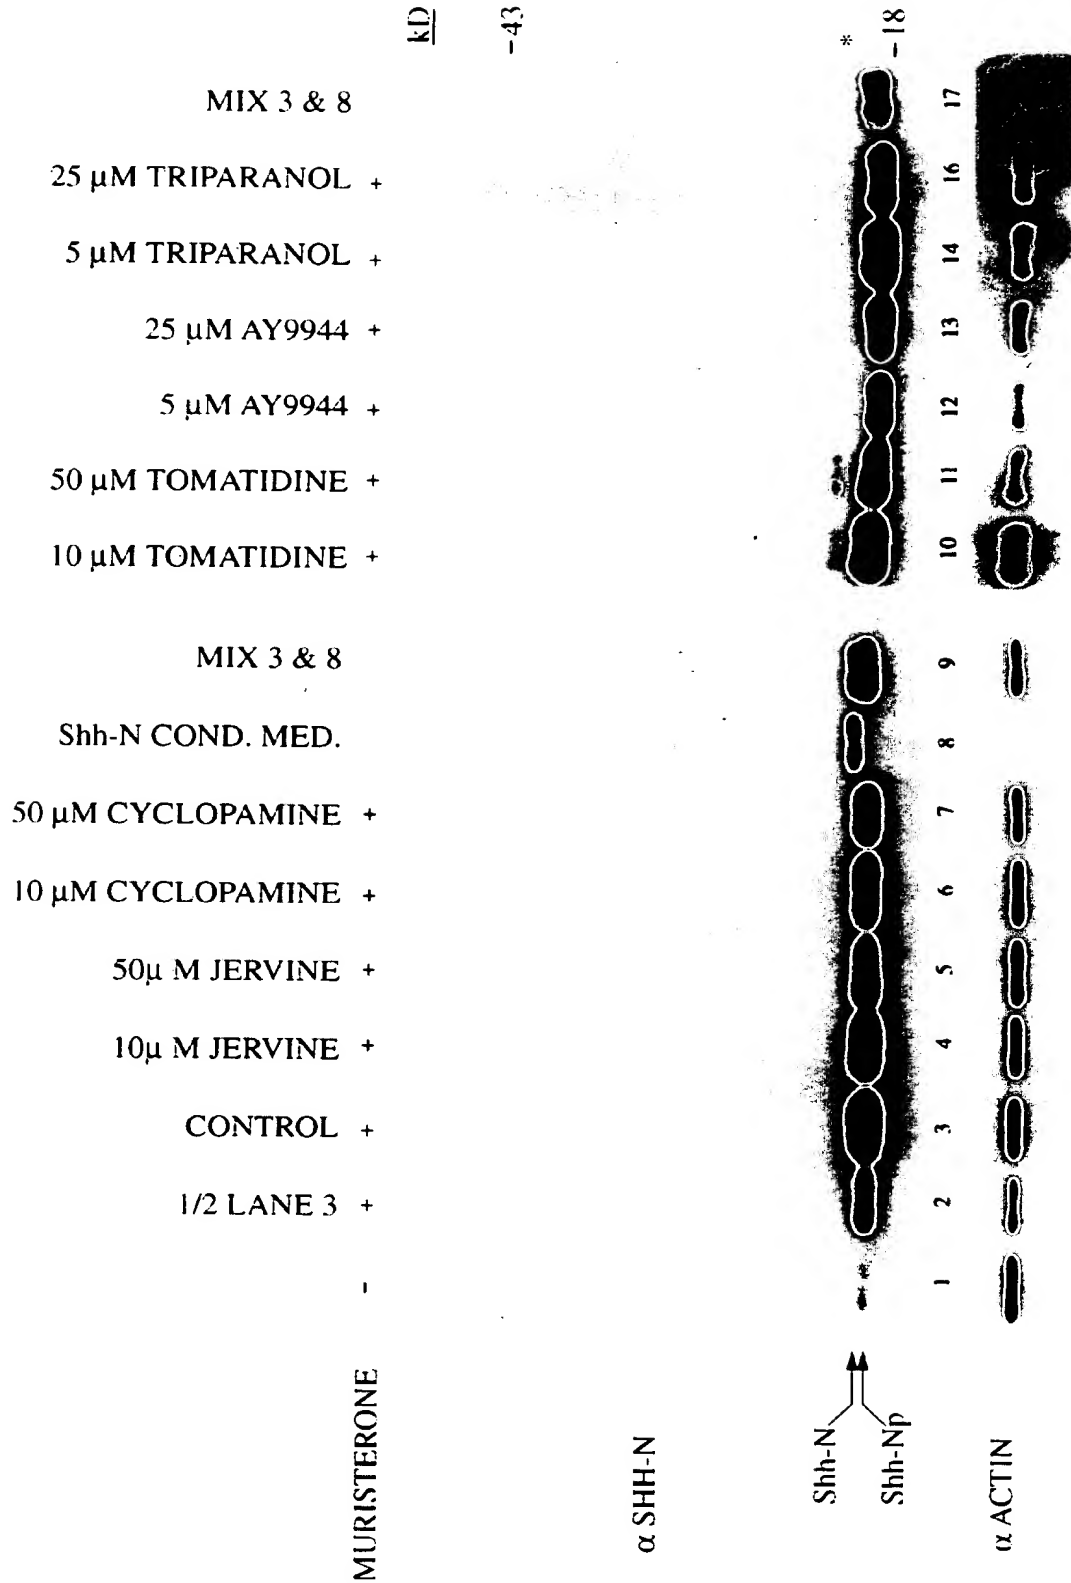 kD
-43
*
-18
MIX 3 & 8
25 µM TRIPARANOL +
5 µM TRIPARANOL +
25 µM AY9944 +
5 µM AY9944 +
50 µM TOMATIDINE +
10 µM TOMATIDINE +
MIX 3 & 8
Shh-N COND. MED.
50 µM CYCLOPAMINE +
10 µM CYCLOPAMINE +
50µ M JERVINE +
10µ M JERVINE +
CONTROL +
1/2 LANE 3 +
-
MURISTERONE
α SHH-N
Shh-N
Shh-Np
1 2 3 4 5 6 7 8 9 10 11 12 13 14 16 17
α ACTIN